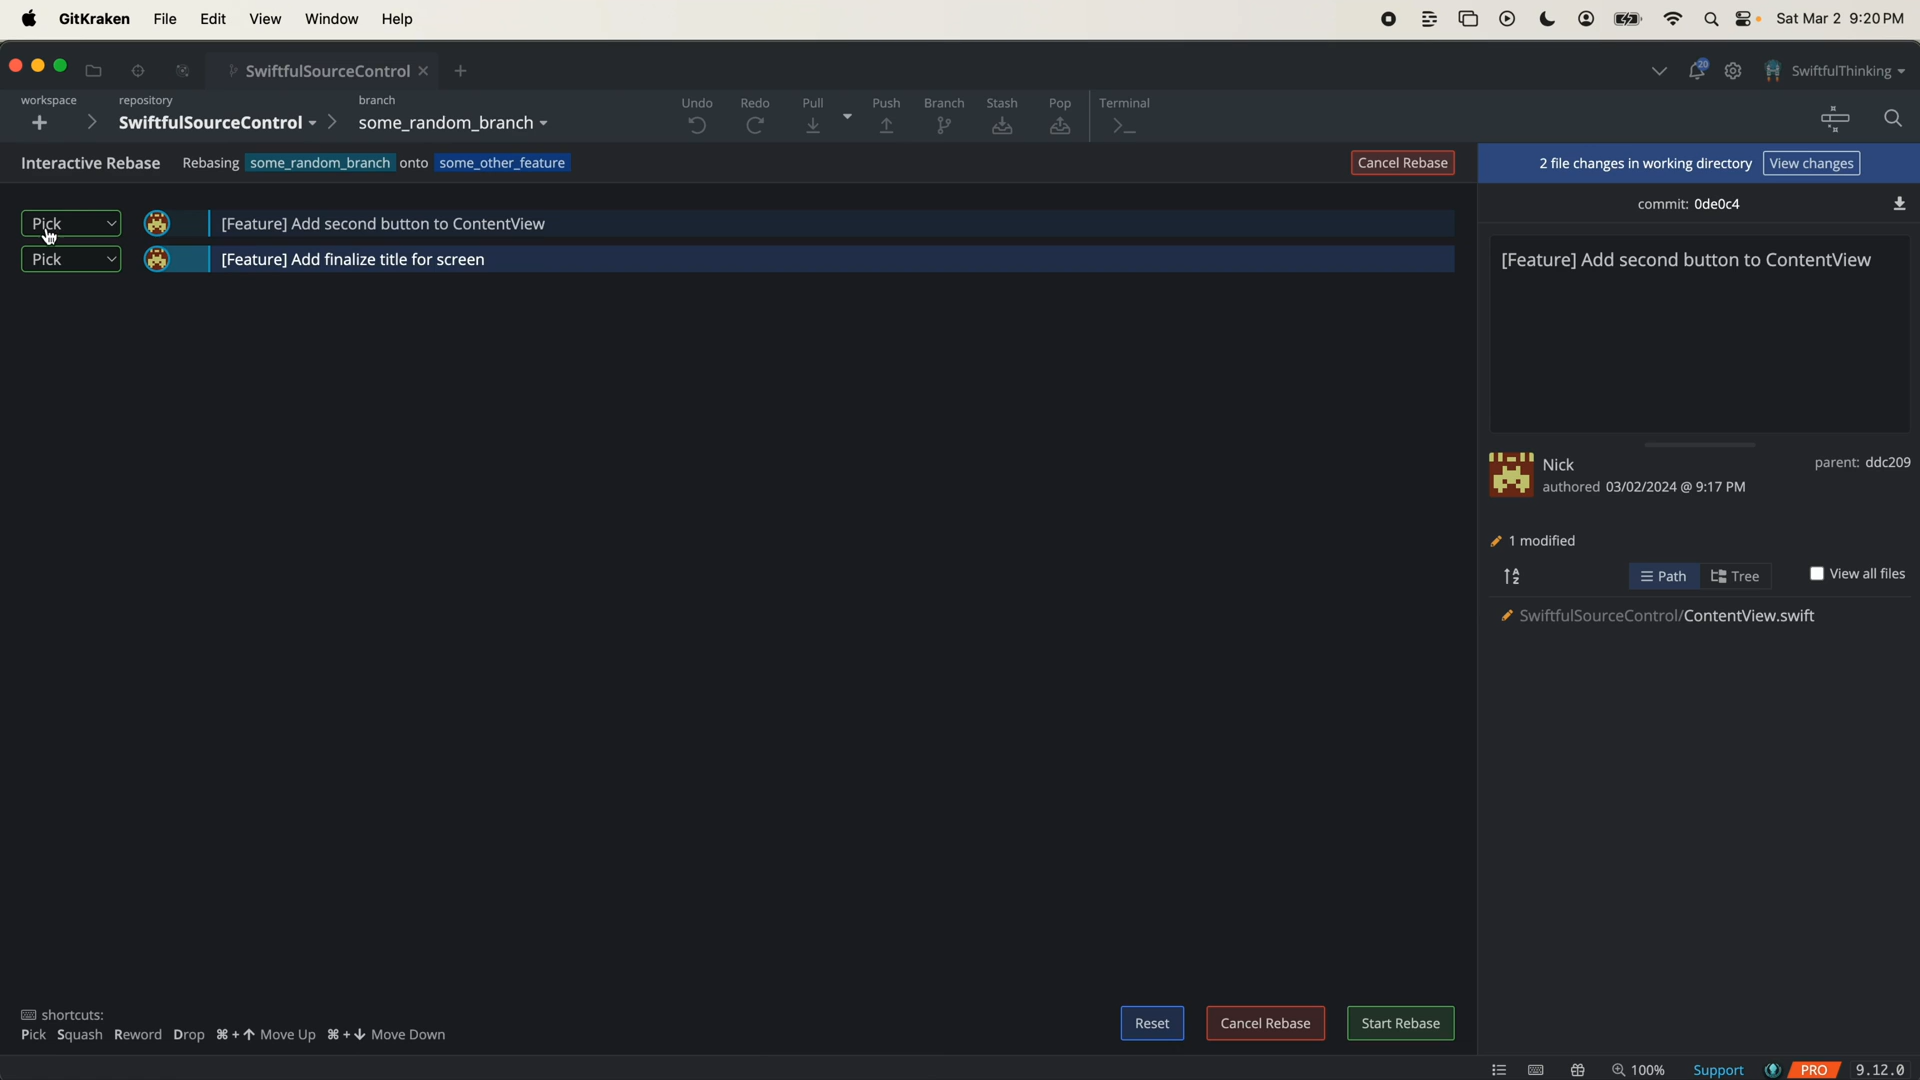 GitKraken File Edit View Window Help Sat Mar 2 9:20 PM
SwiftfulSourceControl 20 SwiftfulThinking
workspace repository branch Undo Redo Pull Push Branch Stash Pop Terminal
SwiftfulSourceControl some_random_branch
Interactive Rebase Rebasing some_random_branch onto some_other_feature Cancel Rebase 2 file changes in working directory View changes
commit: 0de0c4
Pick [Feature] Add second button to ContentView
Pick [Feature] Add finalize title for screen
[Feature] Add second button to ContentView
Nick parent: ddc209
authored 03/02/2024 @ 9:17 PM
1 modified
Path Tree View all files
SwiftfulSourceControl/ContentView.swift
shortcuts:
Pick Squash Reword Drop ⌘+↑ Move Up ⌘+↓ Move Down
Reset Cancel Rebase Start Rebase
100% Support PRO 9.12.0